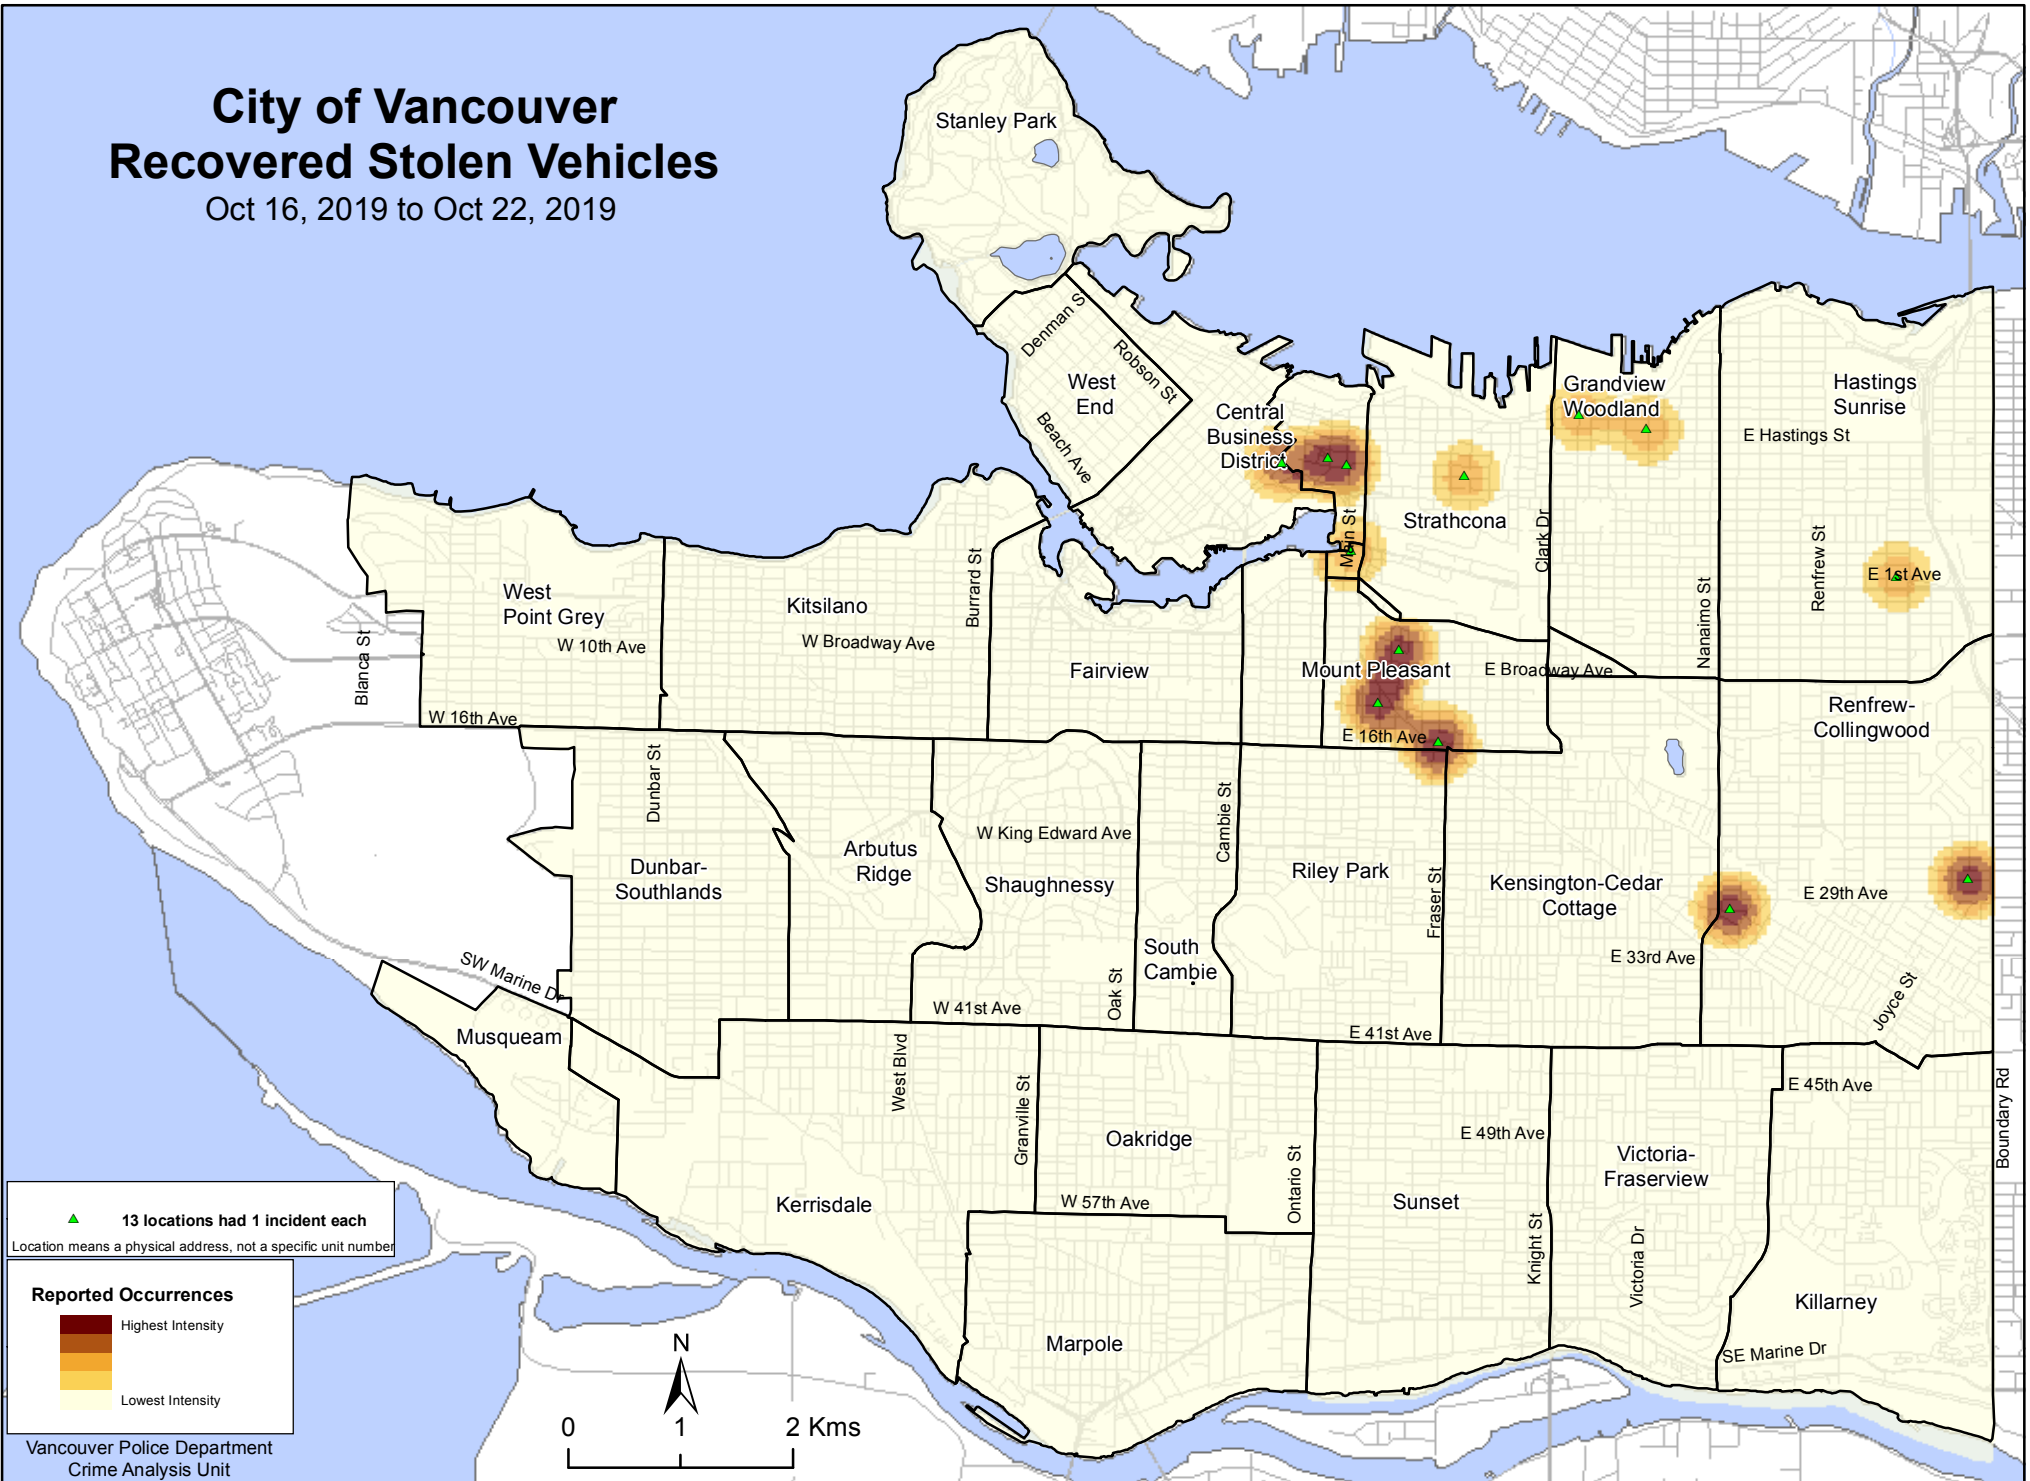 City of Vancouver
Recovered Stolen Vehicles
Oct 16, 2019 to Oct 22, 2019
Stanley Park
Denman S
Robson St
West
End
Beach Ave
Central
Business
District
Grandview
Woodland
Hastings
Sunrise
E Hastings St
Strathcona
Main St
Clark Dr
Nanaimo St
Renfrew St
E 1st Ave
West
Point Grey
W 10th Ave
Blanca St
W 16th Ave
Kitsilano
W Broadway Ave
Burrard St
Fairview
Mount Pleasant
E Broadway Ave
E 16th Ave
Renfrew-
Collingwood
Dunbar St
Dunbar-
Southlands
Arbutus
Ridge
W King Edward Ave
Shaughnessy
Cambie St
South
Cambie
Oak St
W 41st Ave
Riley Park
Fraser St
Kensington-Cedar
Cottage
E 29th Ave
E 33rd Ave
Joyce St
E 41st Ave
SW Marine Dr
Musqueam
West Blvd
Granville St
Kerrisdale
Oakridge
W 57th Ave
Ontario St
E 49th Ave
Sunset
Knight St
Victoria-
Fraserview
Victoria Dr
E 45th Ave
Boundary Rd
Killarney
SE Marine Dr
Marpole
13 locations had 1 incident each
Location means a physical address, not a specific unit number
Reported Occurrences
Highest Intensity
Lowest Intensity
Vancouver Police Department
Crime Analysis Unit
N
0 1 2 Kms